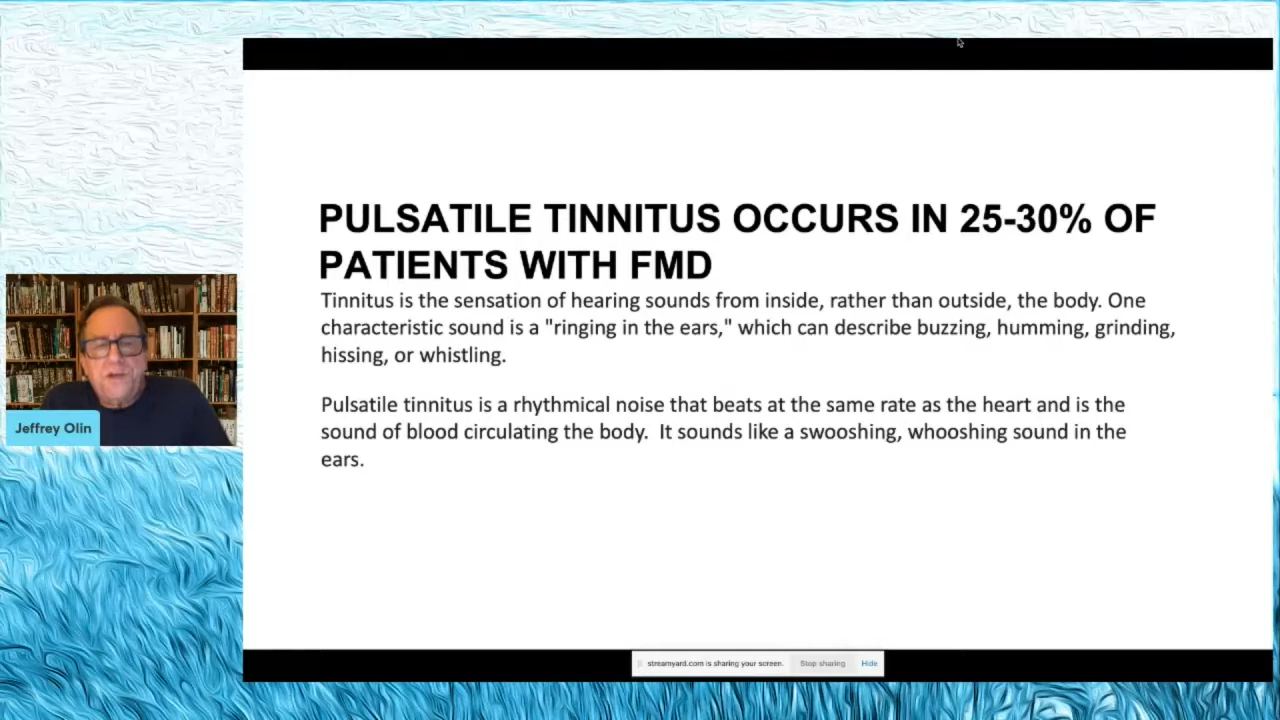 PULSATILE TINNITUS OCCURS IN 25-30% OF
PATIENTS WITH FMD
Tinnitus is the sensation of hearing sounds from inside, rather than outside, the body. One
characteristic sound is a "ringing in the ears," which can describe buzzing, humming, grinding,
hissing, or whistling.
Pulsatile tinnitus is a rhythmical noise that beats at the same rate as the heart and is the
sound of blood circulating the body. It sounds like a swooshing, whooshing sound in the
ears.
Jeffrey Olin
streamyard.com is sharing your screen. Stop sharing Hide